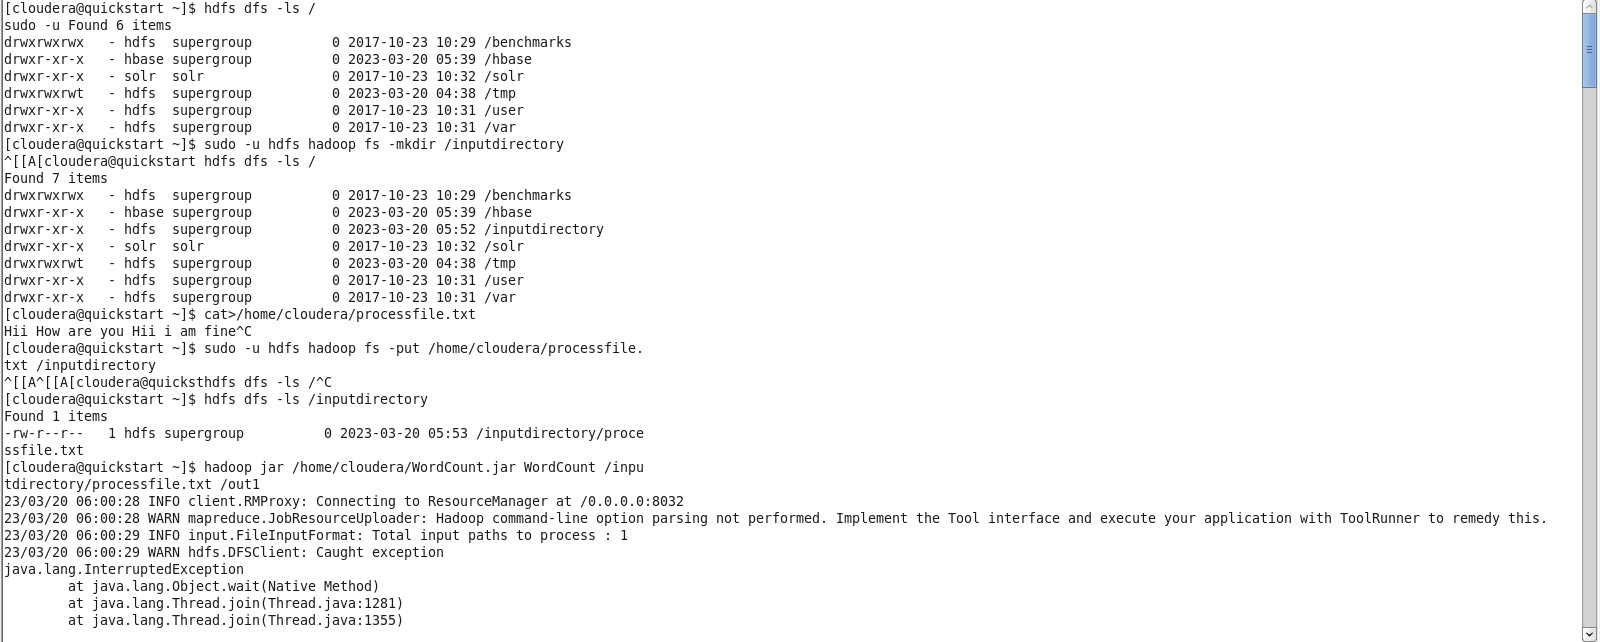 [cloudera@quickstart ~]$ hdfs dfs -ls /
sudo -u Found 6 items
drwxrwxrwx   - hdfs  supergroup          0 2017-10-23 10:29 /benchmarks
drwxr-xr-x   - hbase supergroup          0 2023-03-20 05:39 /hbase
drwxr-xr-x   - solr  solr                0 2017-10-23 10:32 /solr
drwxrwxrwt   - hdfs  supergroup          0 2023-03-20 04:38 /tmp
drwxr-xr-x   - hdfs  supergroup          0 2017-10-23 10:31 /user
drwxr-xr-x   - hdfs  supergroup          0 2017-10-23 10:31 /var
[cloudera@quickstart ~]$ sudo -u hdfs hadoop fs -mkdir /inputdirectory
^[[A[cloudera@quickstart hdfs dfs -ls /
Found 7 items
drwxrwxrwx   - hdfs  supergroup          0 2017-10-23 10:29 /benchmarks
drwxr-xr-x   - hbase supergroup          0 2023-03-20 05:39 /hbase
drwxr-xr-x   - hdfs  supergroup          0 2023-03-20 05:52 /inputdirectory
drwxr-xr-x   - solr  solr                0 2017-10-23 10:32 /solr
drwxrwxrwt   - hdfs  supergroup          0 2023-03-20 04:38 /tmp
drwxr-xr-x   - hdfs  supergroup          0 2017-10-23 10:31 /user
drwxr-xr-x   - hdfs  supergroup          0 2017-10-23 10:31 /var
[cloudera@quickstart ~]$ cat>/home/cloudera/processfile.txt
Hii How are you Hii i am fine^C
[cloudera@quickstart ~]$ sudo -u hdfs hadoop fs -put /home/cloudera/processfile.
txt /inputdirectory
^[[A^[[A[cloudera@quicksthdfs dfs -ls /^C
[cloudera@quickstart ~]$ hdfs dfs -ls /inputdirectory
Found 1 items
-rw-r--r--   1 hdfs supergroup          0 2023-03-20 05:53 /inputdirectory/proce
ssfile.txt
[cloudera@quickstart ~]$ hadoop jar /home/cloudera/WordCount.jar WordCount /inpu
tdirectory/processfile.txt /out1
23/03/20 06:00:28 INFO client.RMProxy: Connecting to ResourceManager at /0.0.0.0:8032
23/03/20 06:00:28 WARN mapreduce.JobResourceUploader: Hadoop command-line option parsing not performed. Implement the Tool interface and execute your application with ToolRunner to remedy this.
23/03/20 06:00:29 INFO input.FileInputFormat: Total input paths to process : 1
23/03/20 06:00:29 WARN hdfs.DFSClient: Caught exception
java.lang.InterruptedException
        at java.lang.Object.wait(Native Method)
        at java.lang.Thread.join(Thread.java:1281)
        at java.lang.Thread.join(Thread.java:1355)